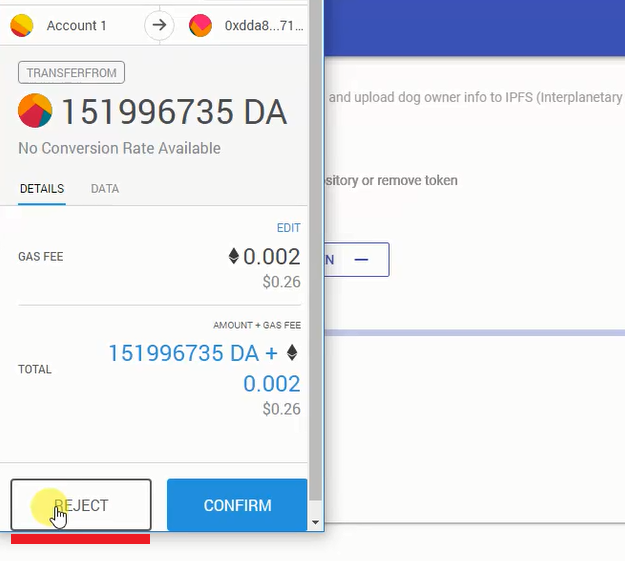 Account 1
0xdda8...71...
TRANSFERFROM
151996735 DA
No Conversion Rate Available
DETAILS
DATA
EDIT
GAS FEE
0.002
$0.26
AMOUNT + GAS FEE
TOTAL
151996735 DA +
0.002
$0.26
REJECT
CONFIRM
and upload dog owner info to IPFS (Interplanetary
sitory or remove token
N